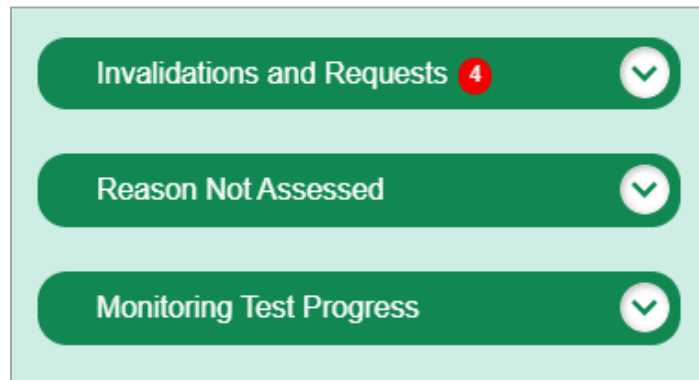 Invalidations and Requests 4
Reason Not Assessed
Monitoring Test Progress